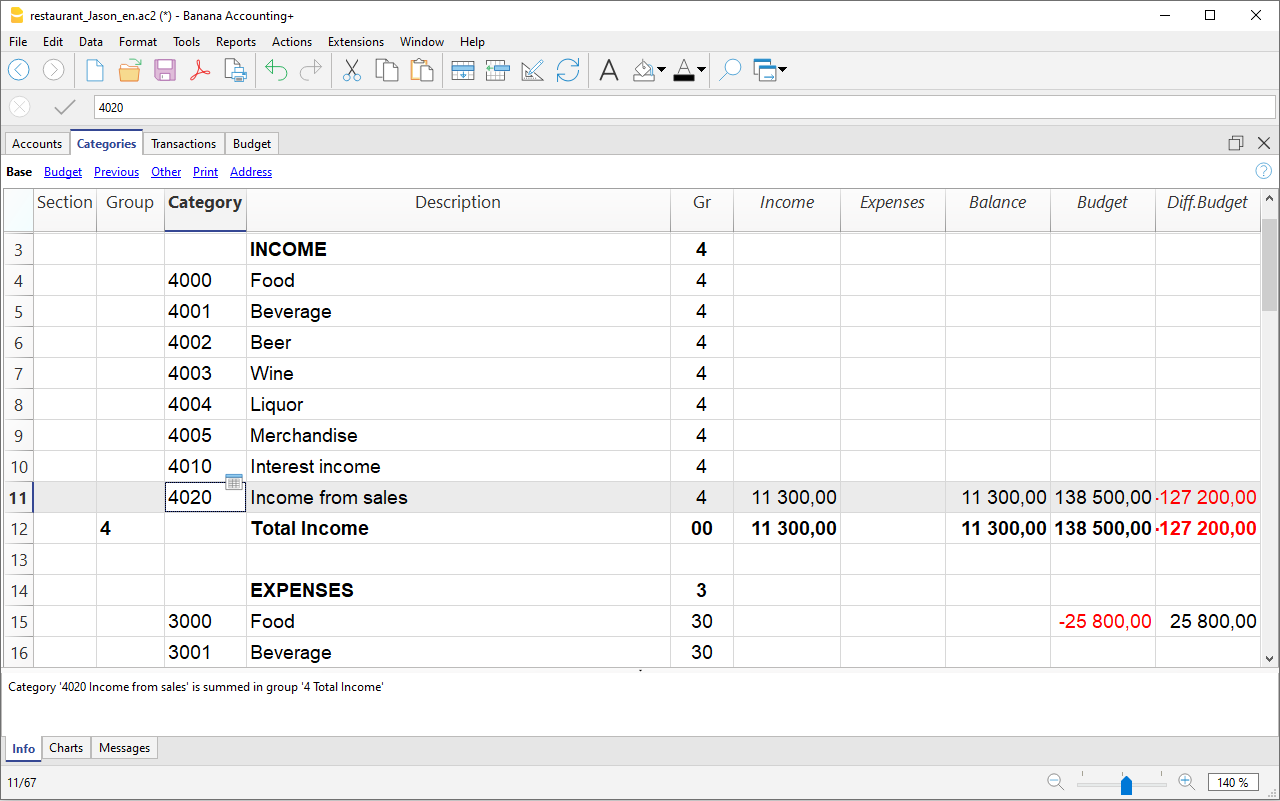 restaurant_Jason_en.ac2 (*) - Banana Accounting+
File Edit Data Format Tools Reports Actions Extensions Window Help
4020
Accounts Categories Transactions Budget
Base Budget Previous Other Print Address
Section Group Category Description Gr Income Expenses Balance Budget Diff.Budget
3 INCOME 4
4 4000 Food 4
5 4001 Beverage 4
6 4002 Beer 4
7 4003 Wine 4
8 4004 Liquor 4
9 4005 Merchandise 4
10 4010 Interest income 4
11 4020 Income from sales 4 11 300,00 11 300,00 138 500,00 -127 200,00
12 4 Total Income 00 11 300,00 11 300,00 138 500,00 -127 200,00
13
14 EXPENSES 3
15 3000 Food 30 -25 800,00 25 800,00
16 3001 Beverage 30
Category '4020 Income from sales' is summed in group '4 Total Income'
Info Charts Messages
11/67 140 %